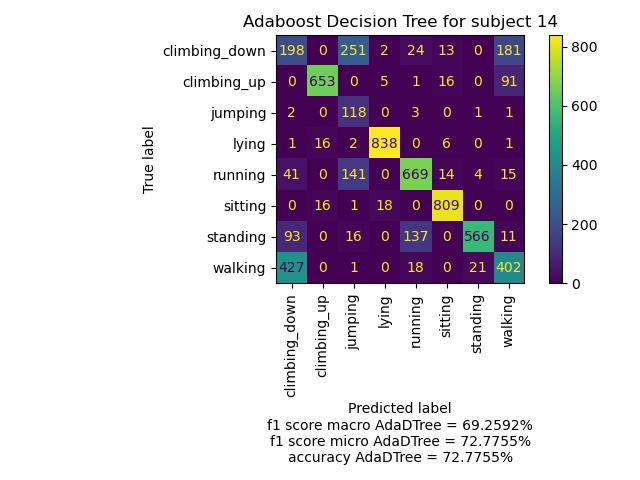 Adaboost Decision Tree for subject 14
climbing_down 198 0 251 2 24 13 0 181
climbing_up 0 653 0 5 1 16 0 91
jumping 2 0 118 0 3 0 1 1
lying 1 16 2 838 0 6 0 1
running 41 0 141 0 669 14 4 15
sitting 0 16 1 18 0 809 0 0
standing 93 0 16 0 137 0 566 11
walking 427 0 1 0 18 0 21 402
True label
climbing_down climbing_up jumping lying running sitting standing walking
800
600
400
200
0
Predicted label
f1 score macro AdaDTree = 69.2592%
f1 score micro AdaDTree = 72.7755%
accuracy AdaDTree = 72.7755%